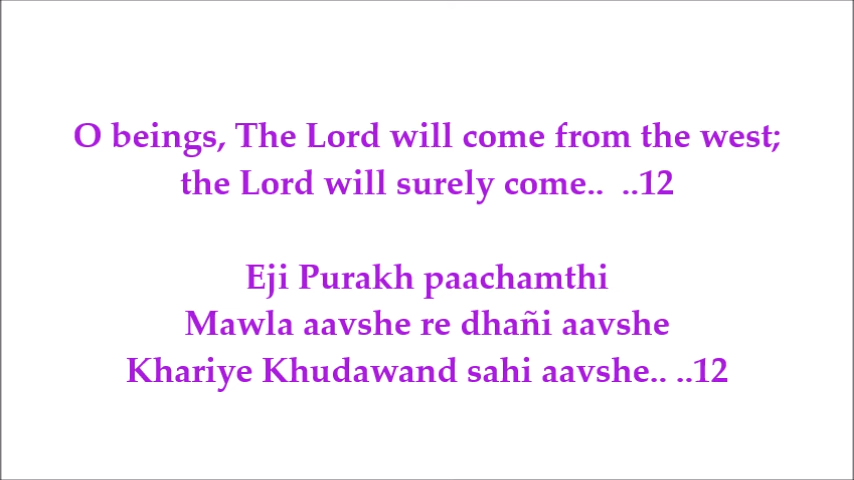 O beings, The Lord will come from the west;
the Lord will surely come..  ..12
Eji Purakh paachamthi
Mawla aavshe re dhañi aavshe
Khariye Khudawand sahi aavshe.. ..12